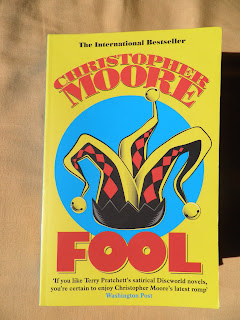 The International Bestseller
CHRISTOPHER
MOORE
FOOL
'If you like Terry Pratchett's satirical Discworld novels,
you're certain to enjoy Christopher Moore's latest romp'
Washington Post